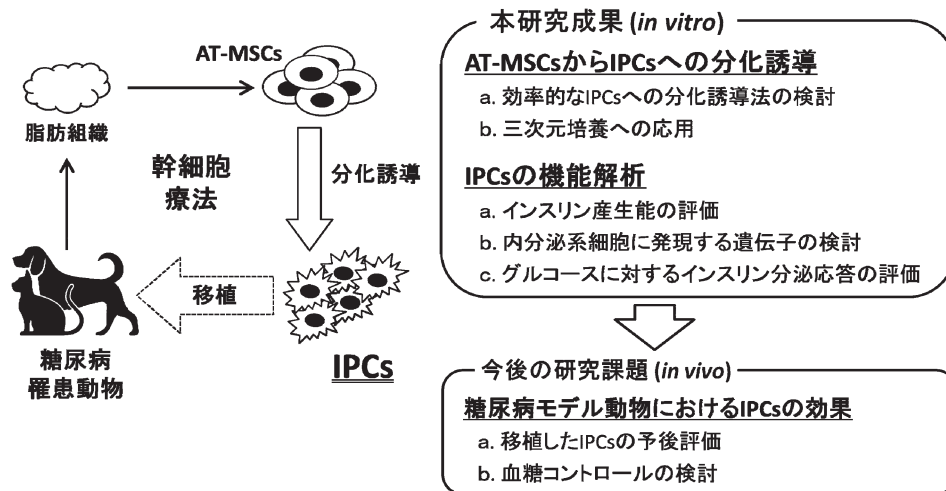 AT-MSCs
脂肪組織
幹細胞
療法
分化誘導
移植
糖尿病
罹患動物
IPCs
本研究成果 (in vitro)
AT-MSCsからIPCsへの分化誘導
a. 効率的なIPCsへの分化誘導法の検討
b. 三次元培養への応用
IPCsの機能解析
a. インスリン産生能の評価
b. 内分泌系細胞に発現する遺伝子の検討
c. グルコースに対するインスリン分泌応答の評価
今後の研究課題 (in vivo)
糖尿病モデル動物におけるIPCsの効果
a. 移植したIPCsの予後評価
b. 血糖コントロールの検討